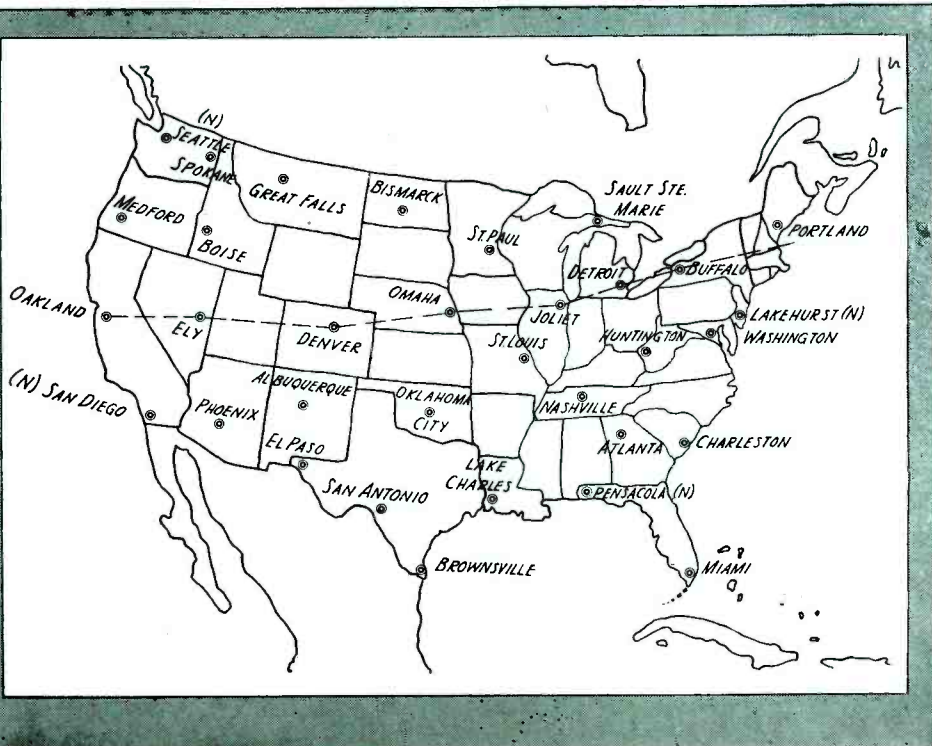 (N)
SEATTLE
SPOKANE
GREAT FALLS
BISMARCK
SAULT STE.
MARIE
MEDFORD
BOISE
ST. PAUL
PORTLAND
DETROIT
BUFFALO
OAKLAND
ELY
DENVER
OMAHA
JOLIET
LAKEHURST (N)
ST LOUIS
HUNTINGTON
WASHINGTON
(N) SAN DIEGO
PHOENIX
ALBUQUERQUE
OKLAHOMA
CITY
NASHVILLE
EL PASO
ATLANTA
CHARLESTON
SAN ANTONIO
LAKE
CHARLES
PENSACOLA (N)
BROWNSVILLE
MIAMI